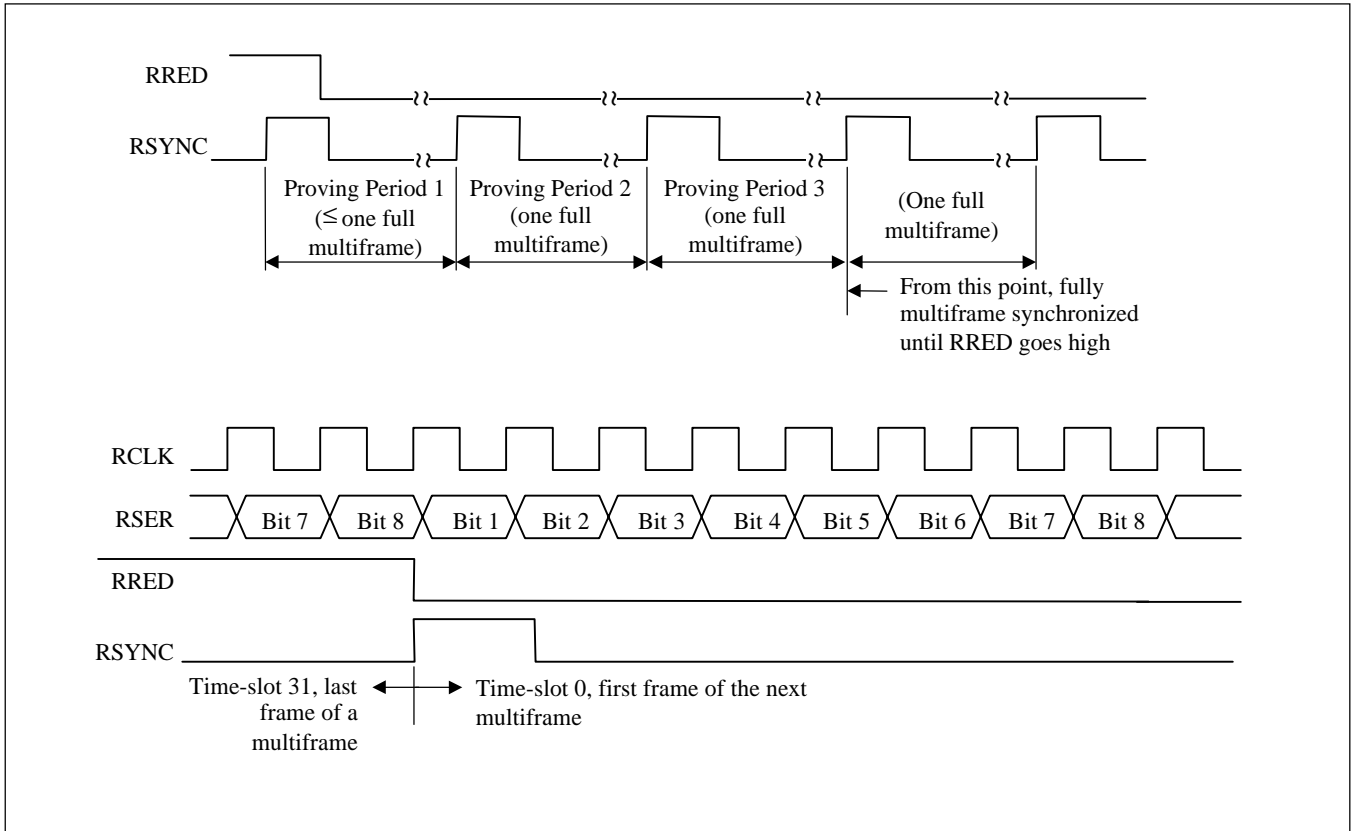 RRED
RSYNC
Proving Period 1
(≤ one full
multiframe)
Proving Period 2
(one full
multiframe)
Proving Period 3
(one full
multiframe)
(One full
multiframe)
From this point, fully
multiframe synchronized
until RRED goes high
RCLK
RSER
Bit 7
Bit 8
Bit 1
Bit 2
Bit 3
Bit 4
Bit 5
Bit 6
Bit 7
Bit 8
RRED
RSYNC
Time-slot 31, last
frame of a
multiframe
Time-slot 0, first frame of the next
multiframe